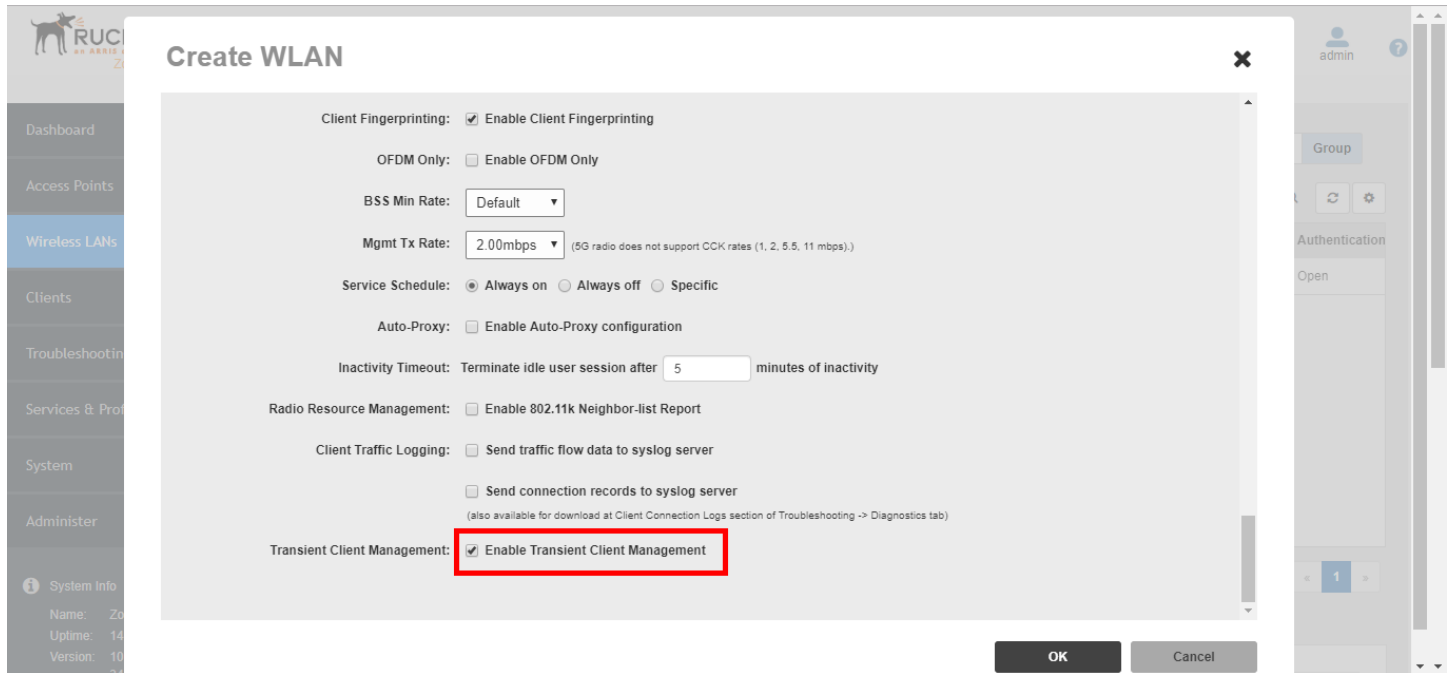 RUC
an ARRIS
Zo
admin
Create WLAN
Dashboard
Access Points
Wireless LANs
Clients
Troubleshootin
Services & Prof
System
Administer
System Info
Name: Zo
Uptime: 14
Version: 10
Client Fingerprinting: Enable Client Fingerprinting
OFDM Only: Enable OFDM Only
BSS Min Rate: Default
Mgmt Tx Rate: 2.00mbps (5G radio does not support CCK rates (1, 2, 5.5, 11 mbps).)
Service Schedule: Always on Always off Specific
Auto-Proxy: Enable Auto-Proxy configuration
Inactivity Timeout: Terminate idle user session after 5 minutes of inactivity
Radio Resource Management: Enable 802.11k Neighbor-list Report
Client Traffic Logging: Send traffic flow data to syslog server
Send connection records to syslog server
(also available for download at Client Connection Logs section of Troubleshooting -> Diagnostics tab)
Transient Client Management: Enable Transient Client Management
OK Cancel
Group
Authentication
Open
« 1 »